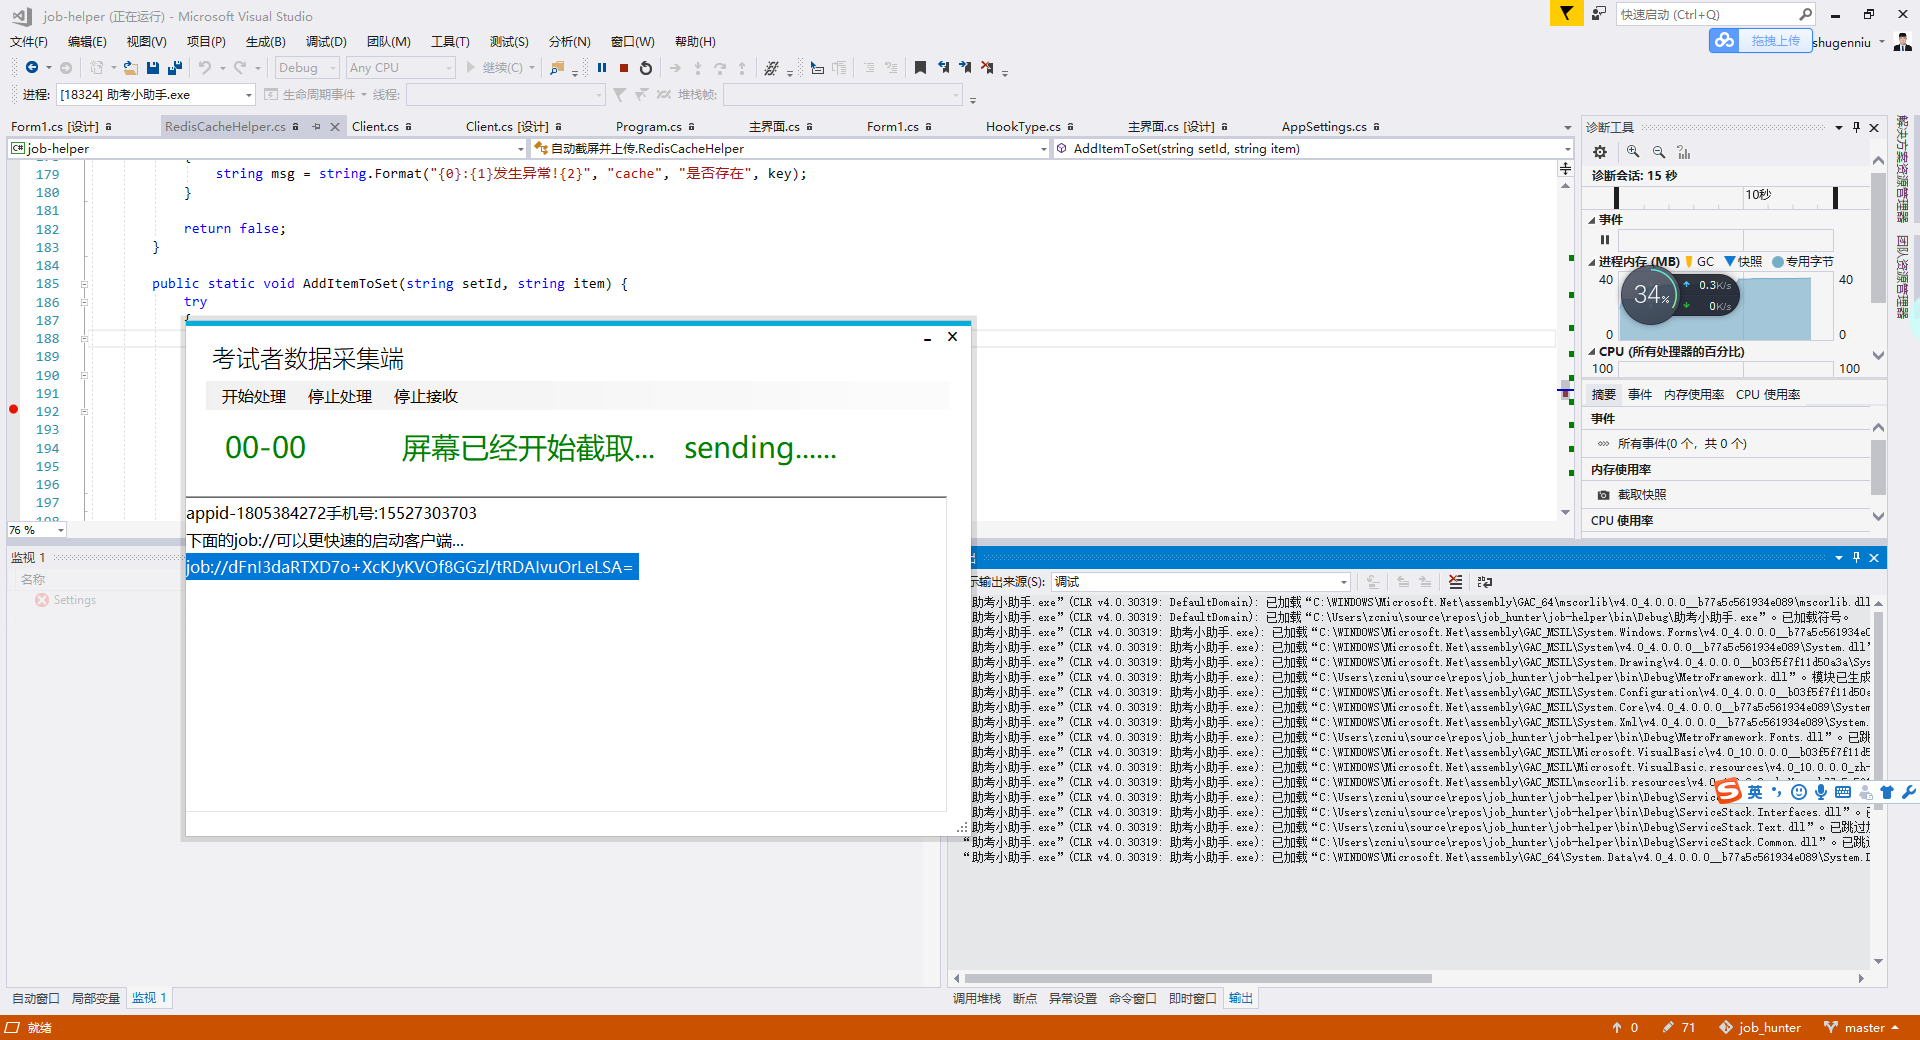 job-helper (正在运行) - Microsoft Visual Studio
快速启动 (Ctrl+Q)
文件(F) 编辑(E) 视图(V) 项目(P) 生成(B) 调试(D) 团队(M) 工具(T) 测试(S) 分析(N) 窗口(W) 帮助(H)
拖拽上传
shugenniu
Debug Any CPU 继续(C)
进程: [18324] 助考小助手.exe 生命周期事件 线程: 堆栈帧:
Form1.cs [设计] RedisCacheHelper.cs Client.cs Client.cs [设计] Program.cs 主界面.cs Form1.cs HookType.cs 主界面.cs [设计] AppSettings.cs
job-helper 自动截屏并上传.RedisCacheHelper AddItemToSet(string setId, string item)
179 string msg = string.Format("{0}:{1}发生异常!{2}", "cache", "是否存在", key);
180 }
181
182 return false;
183 }
184
185 public static void AddItemToSet(string setId, string item) {
186 try
187 {
188
189
190
191
192
193
194
195
196
197
76 %
考试者数据采集端
开始处理 停止处理 停止接收
00-00 屏幕已经开始截取... sending......
appid-1805384272手机号:15527303703
下面的job://可以更快速的启动客户端...
job://dFnI3daRTXD7o+XcKJyKVOf8GGzl/tRDAIvuOrLeLSA=
诊断工具
诊断会话: 15 秒
10秒
事件
进程内存 (MB) GC 快照 专用字节
40 40
34% 0.3K/s
0K/s
0 0
CPU (所有处理器的百分比)
100 100
摘要 事件 内存使用率 CPU 使用率
事件
所有事件(0 个，共 0 个)
内存使用率
截取快照
CPU 使用率
解决方案资源管理器
团队资源管理器
监视 1
名称
Settings
自动窗口 局部变量 监视 1
示输出来源(S): 调试
“助考小助手.exe”(CLR v4.0.30319: DefaultDomain): 已加载“C:\WINDOWS\Microsoft.Net\assembly\GAC_64\mscorlib\v4.0_4.0.0.0__b77a5c561934e089\mscorlib.dll
“助考小助手.exe”(CLR v4.0.30319: DefaultDomain): 已加载“C:\Users\zcniu\source\repos\job_hunter\job-helper\bin\Debug\助考小助手.exe”。已加载符号。
“助考小助手.exe”(CLR v4.0.30319: 助考小助手.exe): 已加载“C:\WINDOWS\Microsoft.Net\assembly\GAC_MSIL\System.Windows.Forms\v4.0_4.0.0.0__b77a5c561934e0
“助考小助手.exe”(CLR v4.0.30319: 助考小助手.exe): 已加载“C:\WINDOWS\Microsoft.Net\assembly\GAC_MSIL\System\v4.0_4.0.0.0__b77a5c561934e089\System.dll”
“助考小助手.exe”(CLR v4.0.30319: 助考小助手.exe): 已加载“C:\WINDOWS\Microsoft.Net\assembly\GAC_MSIL\System.Drawing\v4.0_4.0.0.0__b03f5f7f11d50a3a\Sys
“助考小助手.exe”(CLR v4.0.30319: 助考小助手.exe): 已加载“C:\Users\zcniu\source\repos\job_hunter\job-helper\bin\Debug\MetroFramework.dll”。模块已生成
“助考小助手.exe”(CLR v4.0.30319: 助考小助手.exe): 已加载“C:\WINDOWS\Microsoft.Net\assembly\GAC_MSIL\System.Configuration\v4.0_4.0.0.0__b03f5f7f11d50a
“助考小助手.exe”(CLR v4.0.30319: 助考小助手.exe): 已加载“C:\WINDOWS\Microsoft.Net\assembly\GAC_MSIL\System.Core\v4.0_4.0.0.0__b77a5c561934e089\System
“助考小助手.exe”(CLR v4.0.30319: 助考小助手.exe): 已加载“C:\WINDOWS\Microsoft.Net\assembly\GAC_MSIL\System.Xml\v4.0_4.0.0.0__b77a5c561934e089\System.
“助考小助手.exe”(CLR v4.0.30319: 助考小助手.exe): 已加载“C:\Users\zcniu\source\repos\job_hunter\job-helper\bin\Debug\MetroFramework.Fonts.dll”。已跳
“助考小助手.exe”(CLR v4.0.30319: 助考小助手.exe): 已加载“C:\WINDOWS\Microsoft.Net\assembly\GAC_MSIL\Microsoft.VisualBasic\v4.0_10.0.0.0__b03f5f7f11d5
“助考小助手.exe”(CLR v4.0.30319: 助考小助手.exe): 已加载“C:\WINDOWS\Microsoft.Net\assembly\GAC_MSIL\Microsoft.VisualBasic.resources\v4.0_10.0.0.0_zh-
“助考小助手.exe”(CLR v4.0.30319: 助考小助手.exe): 已加载“C:\WINDOWS\Microsoft.Net\assembly\GAC_MSIL\mscorlib.resources\v4.0
“助考小助手.exe”(CLR v4.0.30319: 助考小助手.exe): 已加载“C:\Users\zcniu\source\repos\job_hunter\job-helper\bin\Debug\Service
“助考小助手.exe”(CLR v4.0.30319: 助考小助手.exe): 已加载“C:\Users\zcniu\source\repos\job_hunter\job-helper\bin\Debug\ServiceStack.Interfaces.dll”。
“助考小助手.exe”(CLR v4.0.30319: 助考小助手.exe): 已加载“C:\Users\zcniu\source\repos\job_hunter\job-helper\bin\Debug\ServiceStack.Text.dll”。已跳过
“助考小助手.exe”(CLR v4.0.30319: 助考小助手.exe): 已加载“C:\Users\zcniu\source\repos\job_hunter\job-helper\bin\Debug\ServiceStack.Common.dll”。已跳
“助考小助手.exe”(CLR v4.0.30319: 助考小助手.exe): 已加载“C:\WINDOWS\Microsoft.Net\assembly\GAC_64\System.Data\v4.0_4.0.0.0__b77a5c561934e089\System.D
英
调用堆栈 断点 异常设置 命令窗口 即时窗口 输出
就绪
0 71 job_hunter master